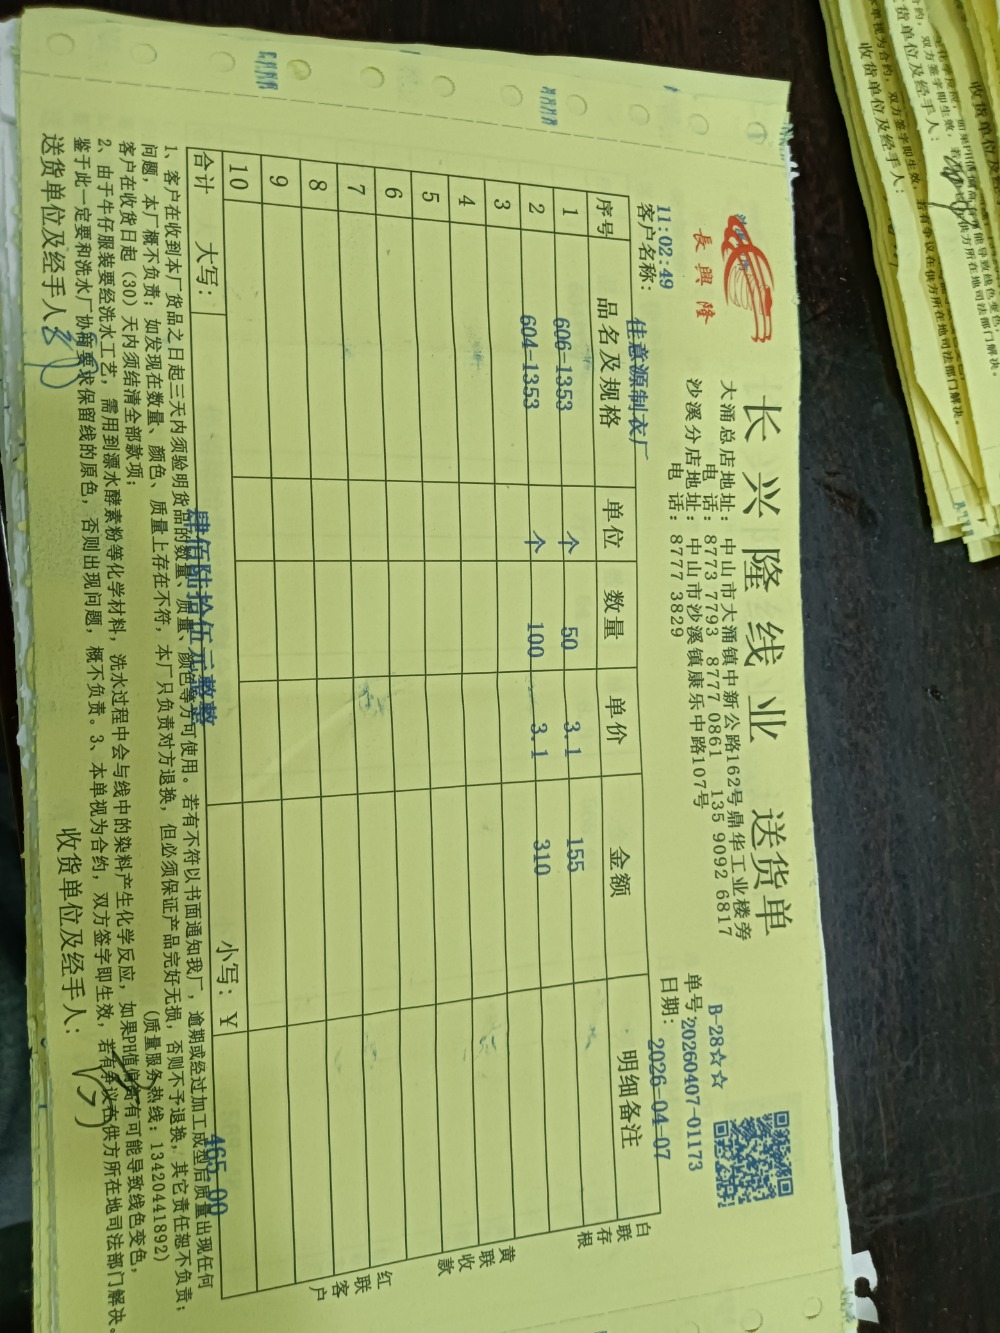 長興隆
长兴隆线业 送货单
大涌总店地址：中山市大涌镇中新公路162号鼎华工业楼旁
电话：8773 7793 8777 0861 135 9092 6817
沙溪分店地址：中山市沙溪镇康乐中路107号
电话：8777 3829
B-28☆☆
单号：20260407-01173
日期：2026-04-07
11:02:49
客户名称：佳意源制衣厂
序号 品名及规格 单位 数量 单价 金额 明细备注
1 606-1353 个 50 3.1 155
2 604-1353 个 100 3.1 310
3
4
5
6
7
8
9
10
合计 大写：肆佰陆拾伍元整整 小写：￥465.00
白联存根
黄联收款
红联客户
1、客户在收到本厂货品之日起三天内须验明货品的数量、质量、颜色等方可使用。若有不符以书面通知我厂，逾期或经过加工成型后质量出现任何
问题，本厂概不负责；如发现在数量、颜色、质量上存在不符，本厂只负责对方退换，但必须保证产品完好无损，否则不予退换，其它责任恕不负责；
客户在收货日起（30）天内须结清全部款项； （质量服务热线：13420441892）
2、由于牛仔服装要经洗水工艺，需用到漂水酵素粉等化学材料，洗水过程中会与线中的染料产生化学反应，如果PH值偏高有可能导致线色变色，
鉴于此一定要和洗水厂协商要求保留线的原色，否则出现问题，概不负责。3、本单视为合约，双方签字即生效，若有争议在供方所在地司法部门解决。
送货单位及经手人： 收货单位及经手人：
收货单位及经手人：
收货单位及经手人：